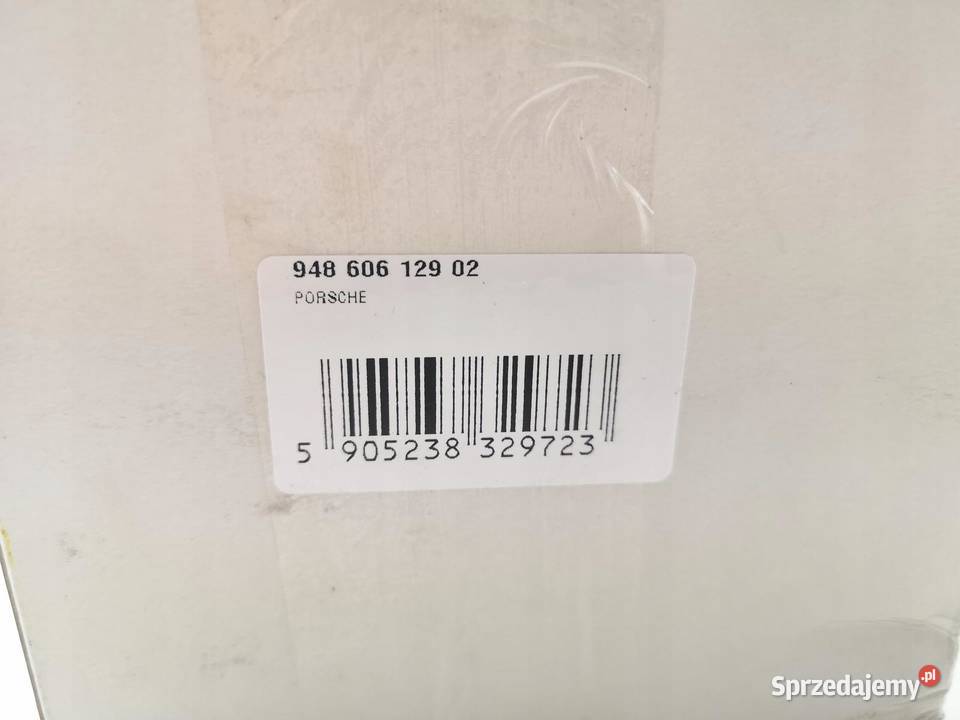 948 606 129 02
PORSCHE
5 905238 329723
Sprzedajemy.pl